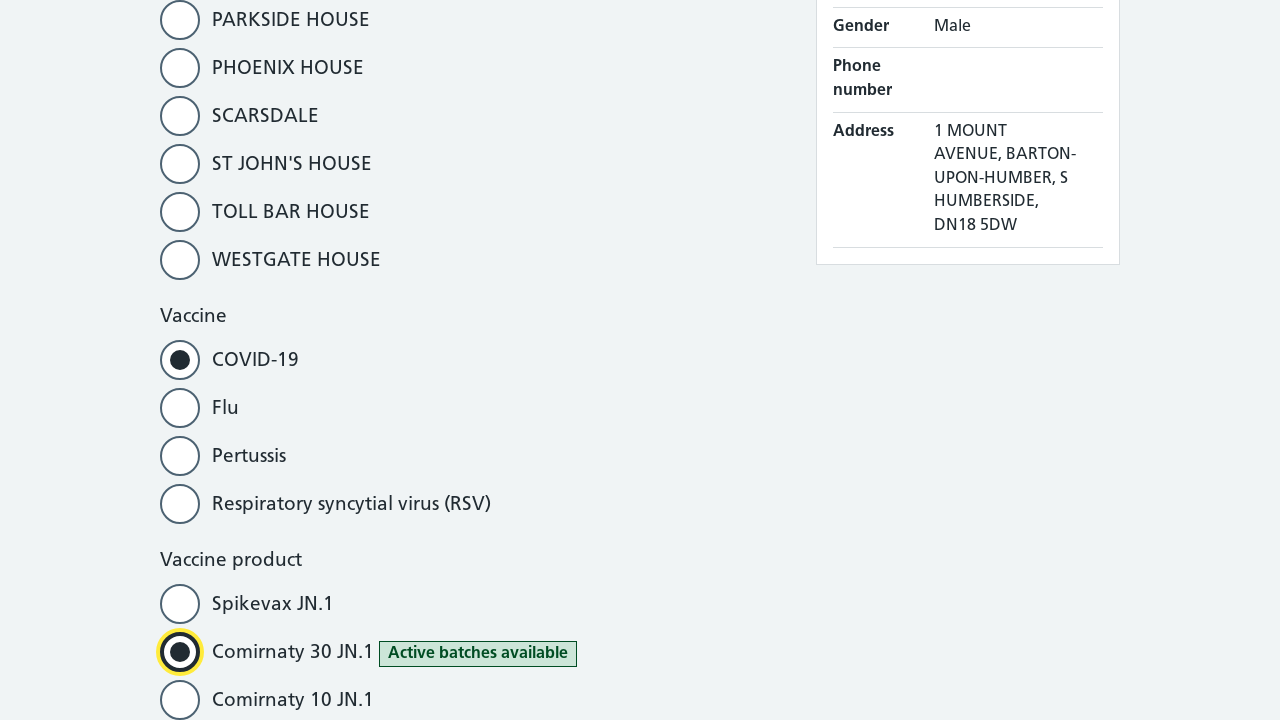 PARKSIDE HOUSE
PHOENIX HOUSE
SCARSDALE
ST JOHN'S HOUSE
TOLL BAR HOUSE
WESTGATE HOUSE
Vaccine
COVID-19
Flu
Pertussis
Respiratory syncytial virus (RSV)
Vaccine product
Spikevax JN.1
Comirnaty 30 JN.1 Active batches available
Comirnaty 10 JN.1
Gender Male
Phone
number
Address 1 MOUNT
AVENUE, BARTON-
UPON-HUMBER, S
HUMBERSIDE,
DN18 5DW